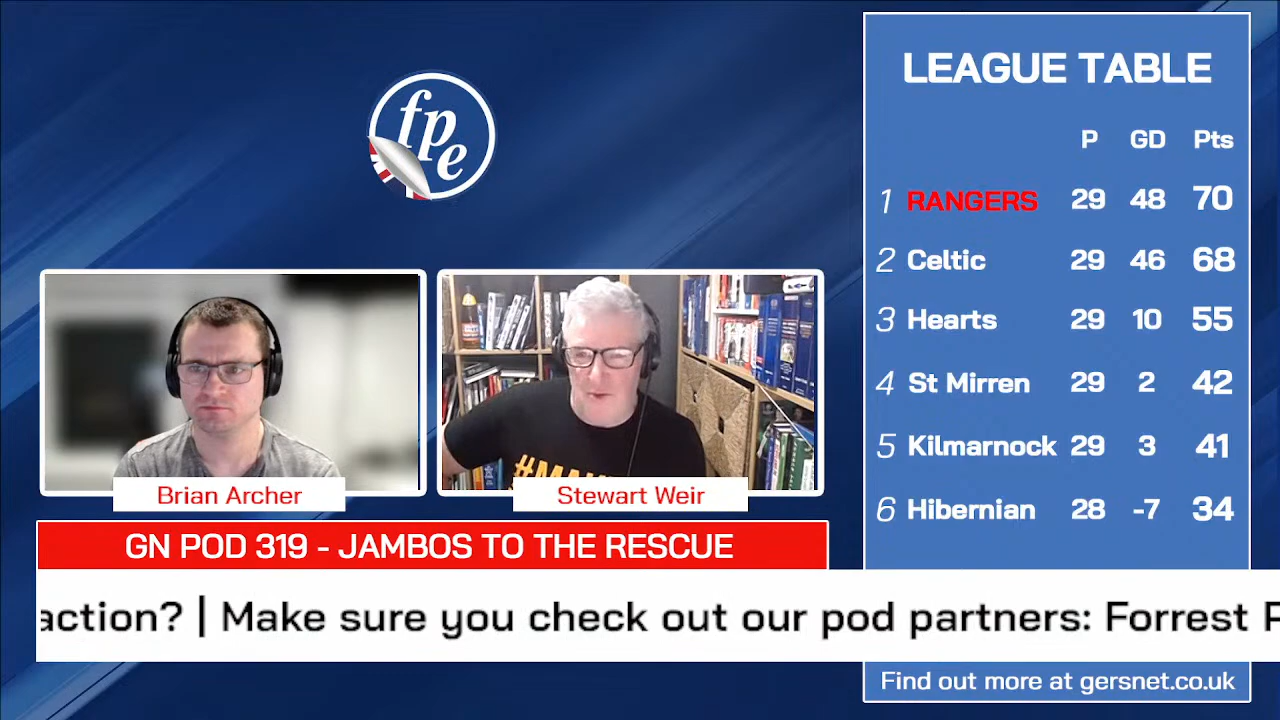 fpe
Brian Archer
Stewart Weir
GN POD 319 - JAMBOS TO THE RESCUE
action? | Make sure you check out our pod partners: Forrest P
LEAGUE TABLE
P GD Pts
1 RANGERS 29 48 70
2 Celtic 29 46 68
3 Hearts 29 10 55
4 St Mirren 29 2 42
5 Kilmarnock 29 3 41
6 Hibernian 28 -7 34
Find out more at gersnet.co.uk